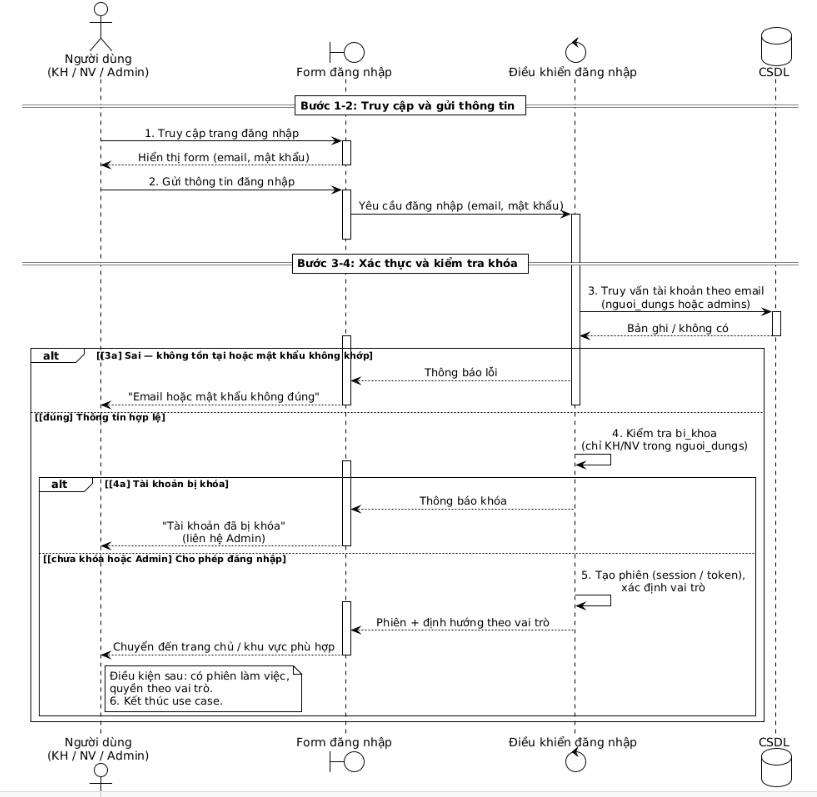 Người dùng
(KH / NV / Admin)
Form đăng nhập
Điều khiển đăng nhập
CSDL
Bước 1-2: Truy cập và gửi thông tin
1. Truy cập trang đăng nhập
Hiển thị form (email, mật khẩu)
2. Gửi thông tin đăng nhập
Yêu cầu đăng nhập (email, mật khẩu)
Bước 3-4: Xác thực và kiểm tra khóa
3. Truy vấn tài khoản theo email
(nguoi_dungs hoặc admins)
Bản ghi / không có
alt
[(3a] Sai — không tồn tại hoặc mật khẩu không khớp]
Thông báo lỗi
"Email hoặc mật khẩu không đúng"
[[đúng] Thông tin hợp lệ]
4. Kiểm tra bi_khoa
(chỉ KH/NV trong nguoi_dungs)
alt
[[4a] Tài khoản bị khóa]
Thông báo khóa
"Tài khoản đã bị khóa"
(liên hệ Admin)
[[chưa khóa hoặc Admin] Cho phép đăng nhập]
5. Tạo phiên (session / token),
xác định vai trò
Phiên + định hướng theo vai trò
Chuyển đến trang chủ / khu vực phù hợp
Điều kiện sau: có phiên làm việc,
quyền theo vai trò.
6. Kết thúc use case.
Người dùng
(KH / NV / Admin)
Form đăng nhập
Điều khiển đăng nhập
CSDL